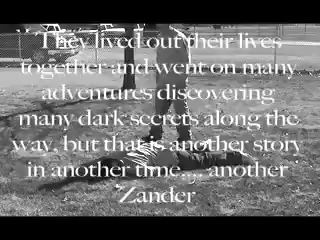 They lived out their lives
together and went on many
adventures discovering
many dark secrets along the
way, but that is another story
in another time.... another
Zander